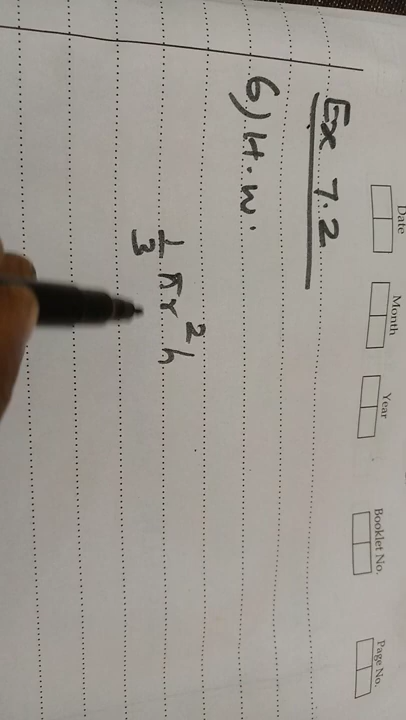 Date Month Year Booklet No. Page No.
Ex 7.2
6) H.W.
1/3 πr²h